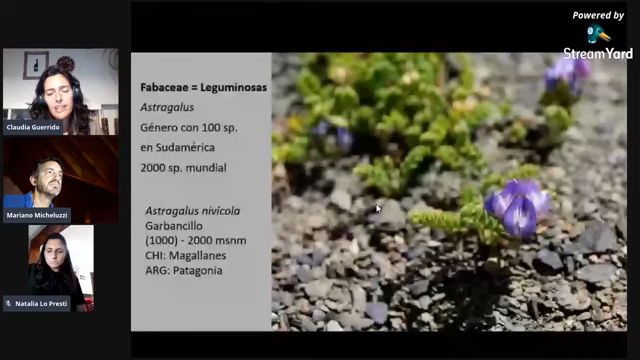 Powered by
StreamYard
Claudia Guerrido
Mariano Micheluzzi
Natalia Lo Presti
Fabaceae = Leguminosas
Astragalus
Género con 100 sp.
en Sudamèrica
2000 sp. mundial
Astragalus nivicola
Garbancillo
(1000) - 2000 msnm
CHI: Magallanes
ARG: Patagonia